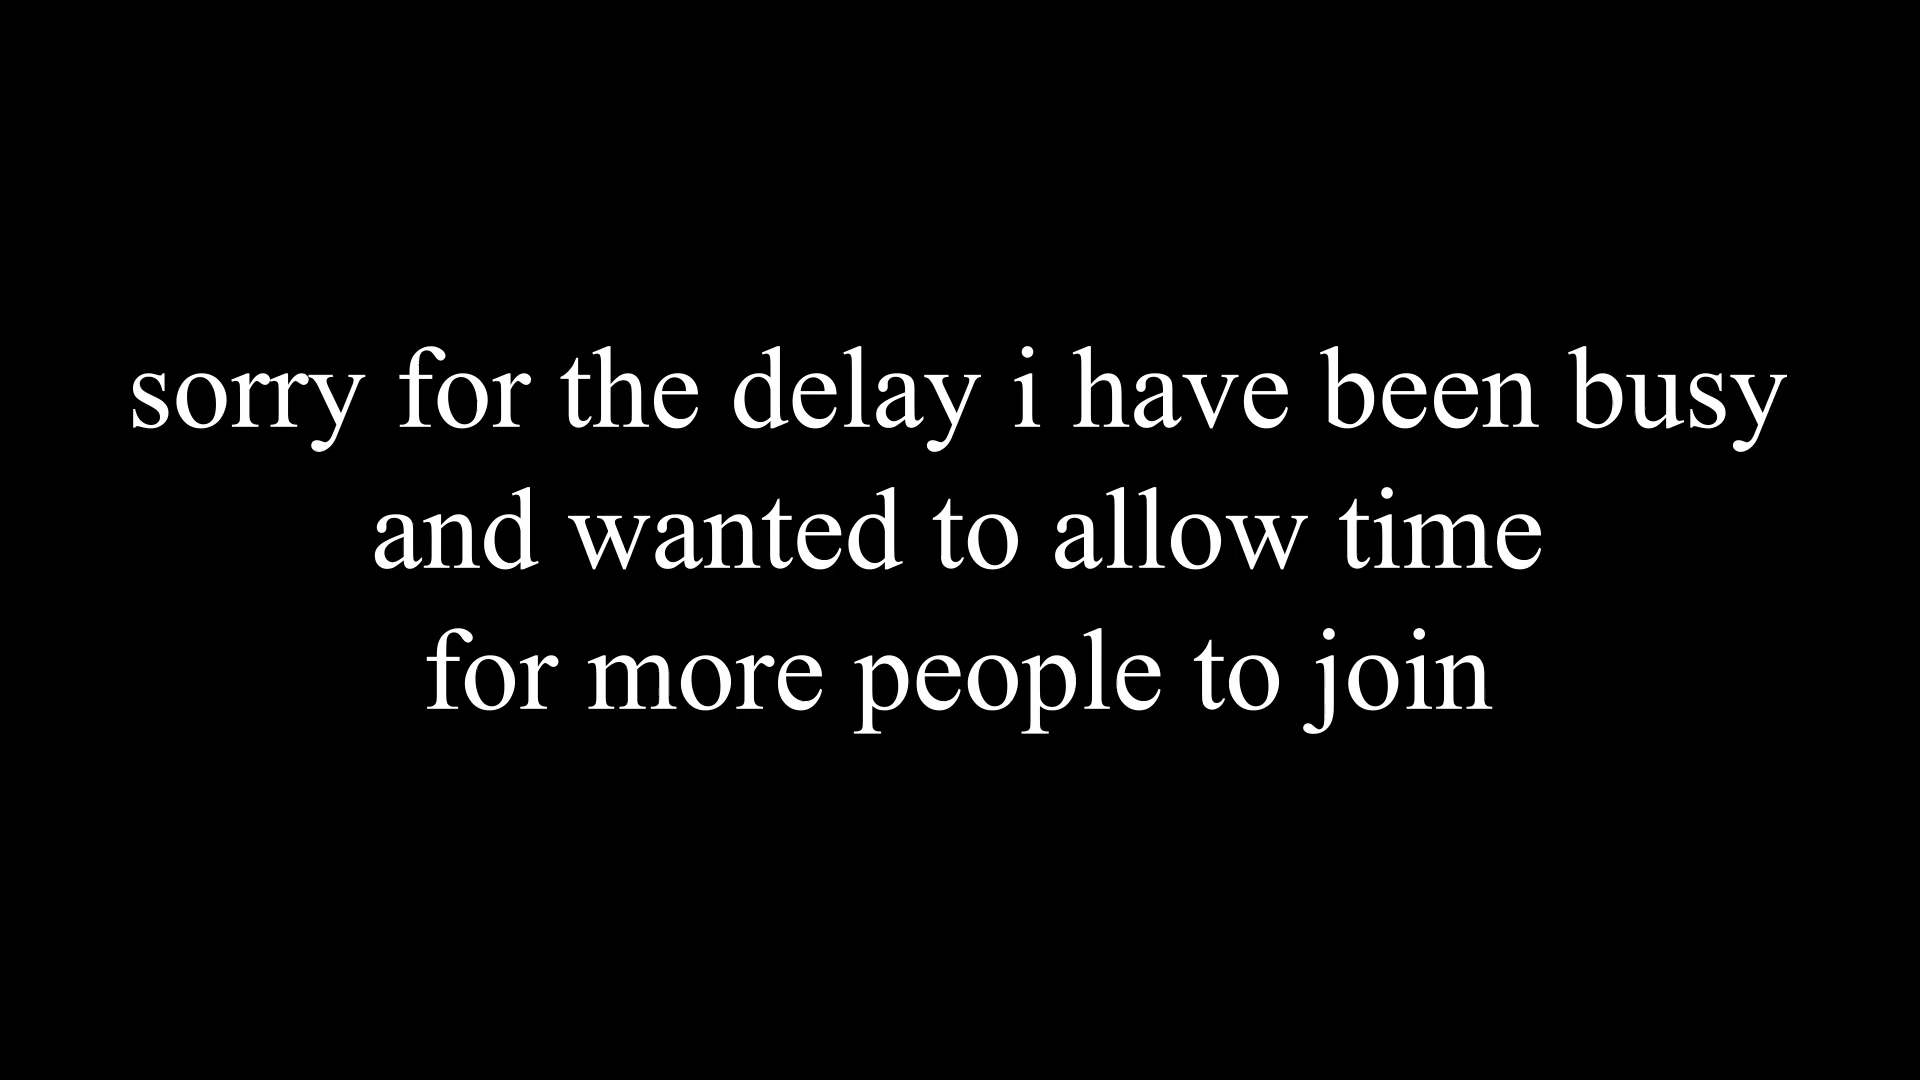 sorry for the delay i have been busy
and wanted to allow time
for more people to join